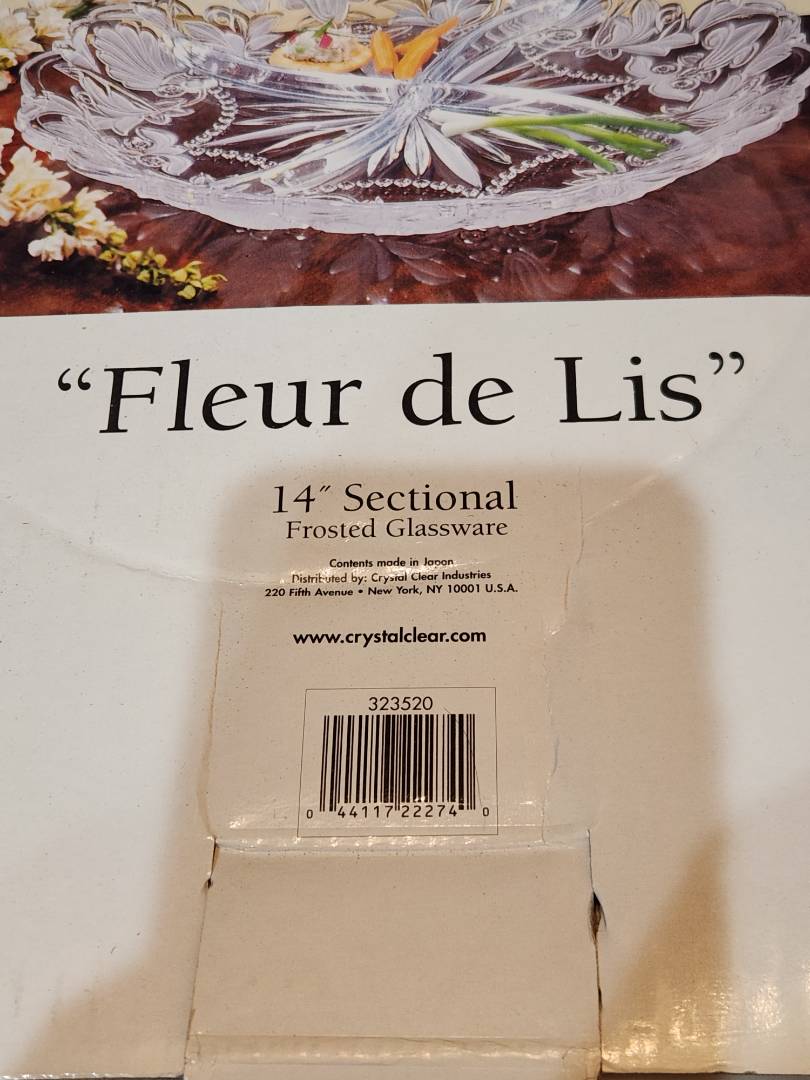 “Fleur de Lis”
14″ Sectional
Frosted Glassware
Contents made in Japan
Distributed by: Crystal Clear Industries
220 Fifth Avenue • New York, NY 10001 U.S.A.
www.crystalclear.com
323520
0 44117 22274 0